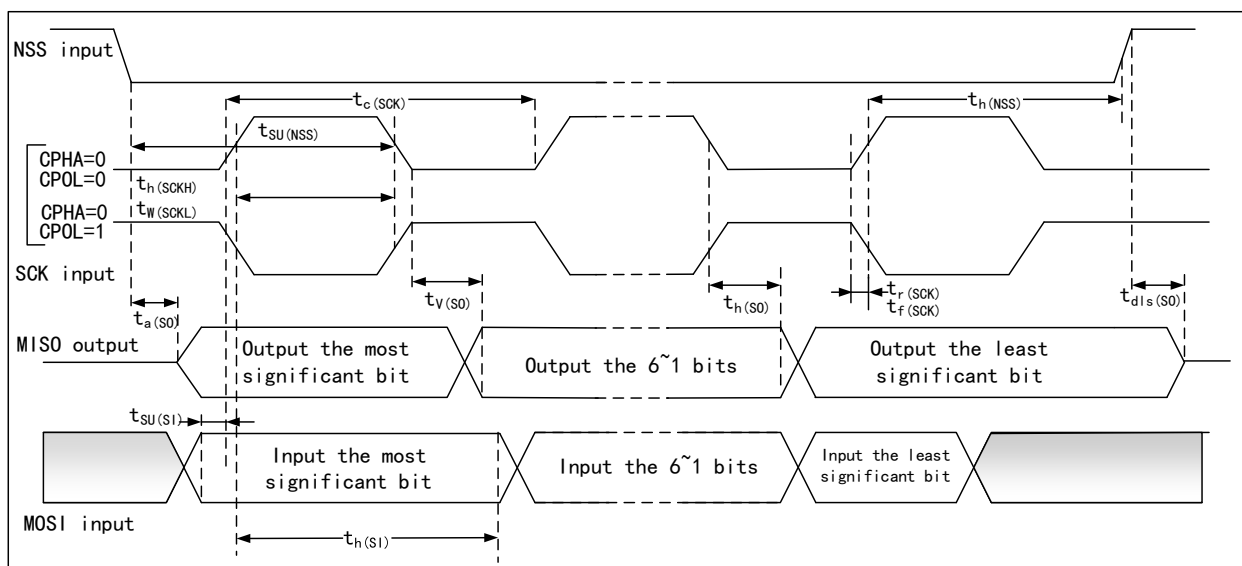 NSS input
tc(SCK)
th(NSS)
tSU(NSS)
CPHA=0
CPOL=0
th(SCKH)
CPHA=0
tW(SCKL)
CPOL=1
SCK input
tV(SO)
th(SO)
tr(SCK)
tf(SCK)
tdls(SO)
ta(SO)
MISO output
Output the most
significant bit
Output the 6~1 bits
Output the least
significant bit
tSU(SI)
Input the most
significant bit
Input the 6~1 bits
Input the least
significant bit
MOSI input
th(SI)